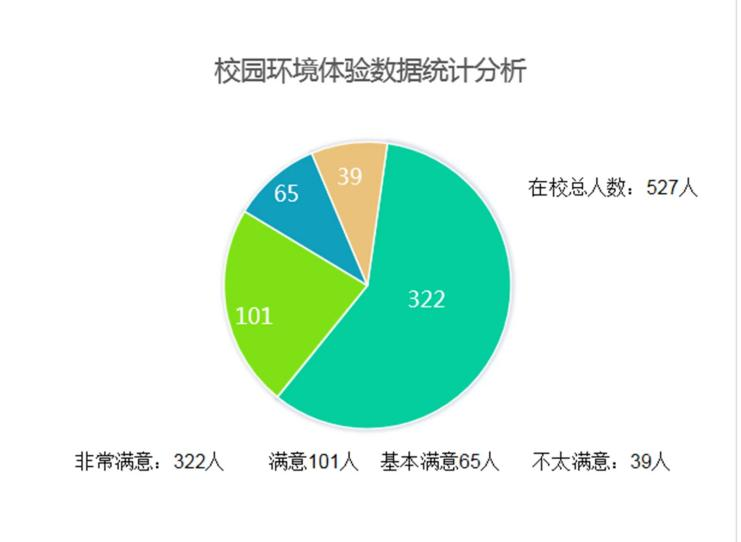 校园环境体验数据统计分析
39
65
在校总人数：527人
322
101
非常满意：322人 满意101人 基本满意65人 不太满意：39人